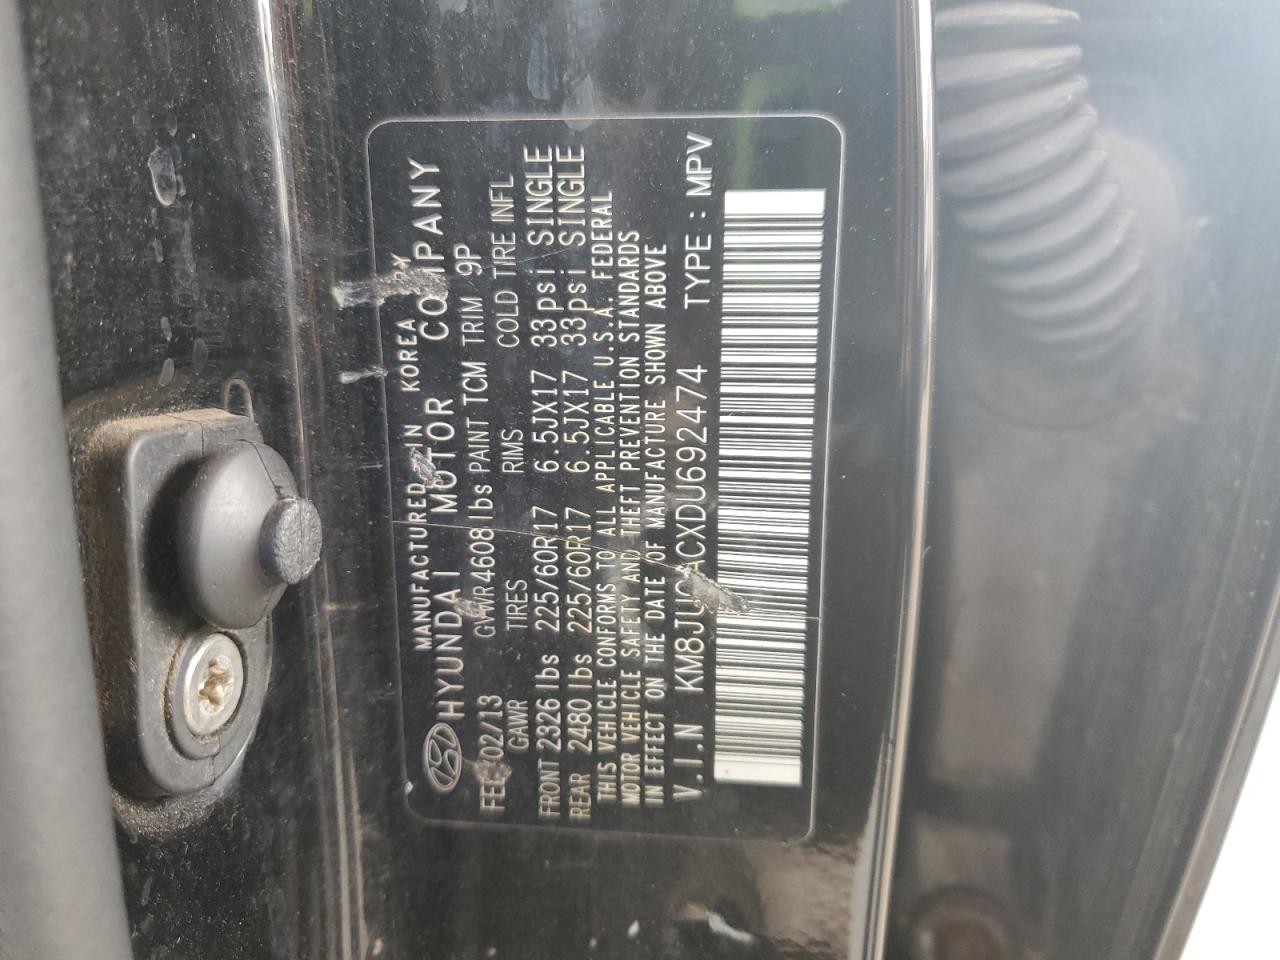 MANUFACTURED IN KOREA BY
HYUNDAI MOTOR COMPANY
02/13 GVWR 4608 lbs PAINT TCM TRIM 9P
GAWR TIRES RIMS COLD TIRE INFL
FRONT 2326 lbs 225/60R17 6.5JX17 33psi SINGLE
REAR 2480 lbs 225/60R17 6.5JX17 33psi SINGLE
THIS VEHICLE CONFORMS TO ALL APPLICABLE U.S.A. FEDERAL
MOTOR VEHICLE SAFETY AND THEFT PREVENTION STANDARDS
IN EFFECT ON THE DATE OF MANUFACTURE SHOWN ABOVE
V.I.N TYPE: MPV